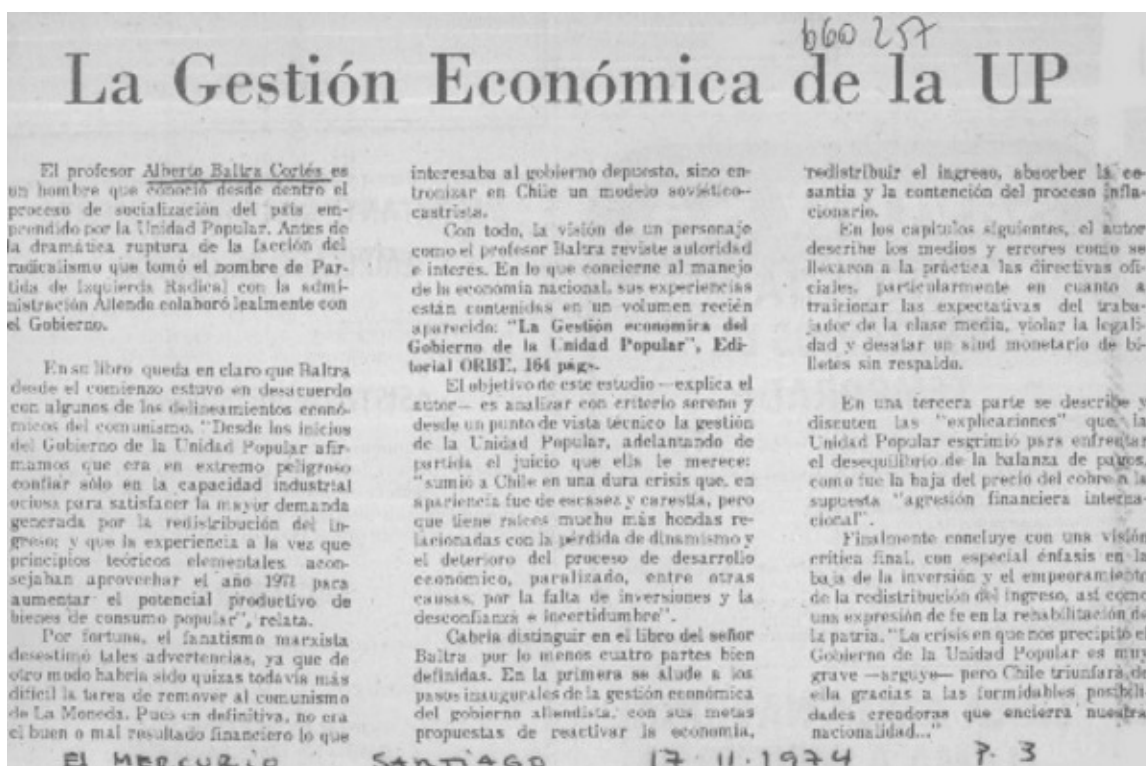 660 257
La Gestión Económica de la UP
El profesor Alberto Baltra Cortés es
un hombre que conoció desde dentro el
proceso de socialización del país em-
prendido por la Unidad Popular. Antes de
la dramática ruptura de la facción del
radicalismo que tomó el nombre de Par-
tida de Izquierda Radical con la admi-
nistración Allende colaboró lealmente con
el Gobierno.
En su libro queda en claro que Baltra
desde el comienzo estuvo en desacuerdo
con algunos de los delineamientos econó-
micos del comunismo. "Desde los inicios
del Gobierno de la Unidad Popular afir-
mamos que era en extremo peligroso
confiar sólo en la capacidad industrial
ociosa para satisfacer la mayor demanda
generada por la redistribución del in-
greso; y que la experiencia a la vez que
principios teóricos elementales acon-
sejaban aprovechar el año 1971 para
aumentar el potencial productivo de
bienes de consumo popular", relata.
Por fortuna, el fanatismo marxista
desestimó tales advertencias, ya que de
otro modo habría sido quizás todavía más
difícil la tarea de remover al comunismo
de La Moneda. Pues en definitiva, no era
el buen o mal resultado financiero lo que
interesaba al gobierno depuesto, sino en-
tronizar en Chile un modelo soviético-
castrista.
Con todo, la visión de un personaje
como el profesor Baltra reviste autoridad
e interés. En lo que concierne al manejo
de la economía nacional, sus experiencias
están contenidas en un volumen recién
aparecido: "La Gestión económica del
Gobierno de la Unidad Popular", Edi-
torial ORBE, 164 págs.
El objetivo de este estudio —explica el
autor— es analizar con criterio sereno y
desde un punto de vista técnico la gestión
de la Unidad Popular, adelantando de
partida el juicio que ella le merece:
"sumió a Chile en una dura crisis que, en
apariencia fue de escasez y carestía, pero
que tiene raíces mucho más hondas re-
lacionadas con la pérdida de dinamismo y
el deterioro del proceso de desarrollo
económico, paralizado, entre otras
causas, por la falta de inversiones y la
desconfianza e incertidumbre".
Cabría distinguir en el libro del señor
Baltra por lo menos cuatro partes bien
definidas. En la primera se alude a los
pasos inaugurales de la gestión económica
del gobierno allendista, con sus metas
propuestas de reactivar la economía,
redistribuir el ingreso, absorber la ce-
santía y la contención del proceso infla-
cionario.
En los capítulos siguientes, el autor
describe los medios y errores como se
llevaron a la práctica las directivas ofi-
ciales, particularmente en cuanto a
traicionar las expectativas del traba-
jador de la clase media, violar la legali-
dad y desatar un alud monetario de bi-
lletes sin respaldo.
En una tercera parte se describe y
discuten las "explicaciones" que la
Unidad Popular esgrimió para enfrentar
el desequilibrio de la balanza de pagos,
como fue la baja del precio del cobre o la
supuesta "agresión financiera interna-
cional".
Finalmente concluye con una visión
crítica final, con especial énfasis en la
baja de la inversión y el empeoramiento
de la redistribución del ingreso, así como
una expresión de fe en la rehabilitación de
la patria. "La crisis en que nos precipitó el
Gobierno de la Unidad Popular es muy
grave —arguye— pero Chile triunfará de
ella gracias a las formidables posibili-
dades creadoras que encierra nuestra
nacionalidad..."
El MERCURIO SANTIAGO 17-11-1974 P. 3